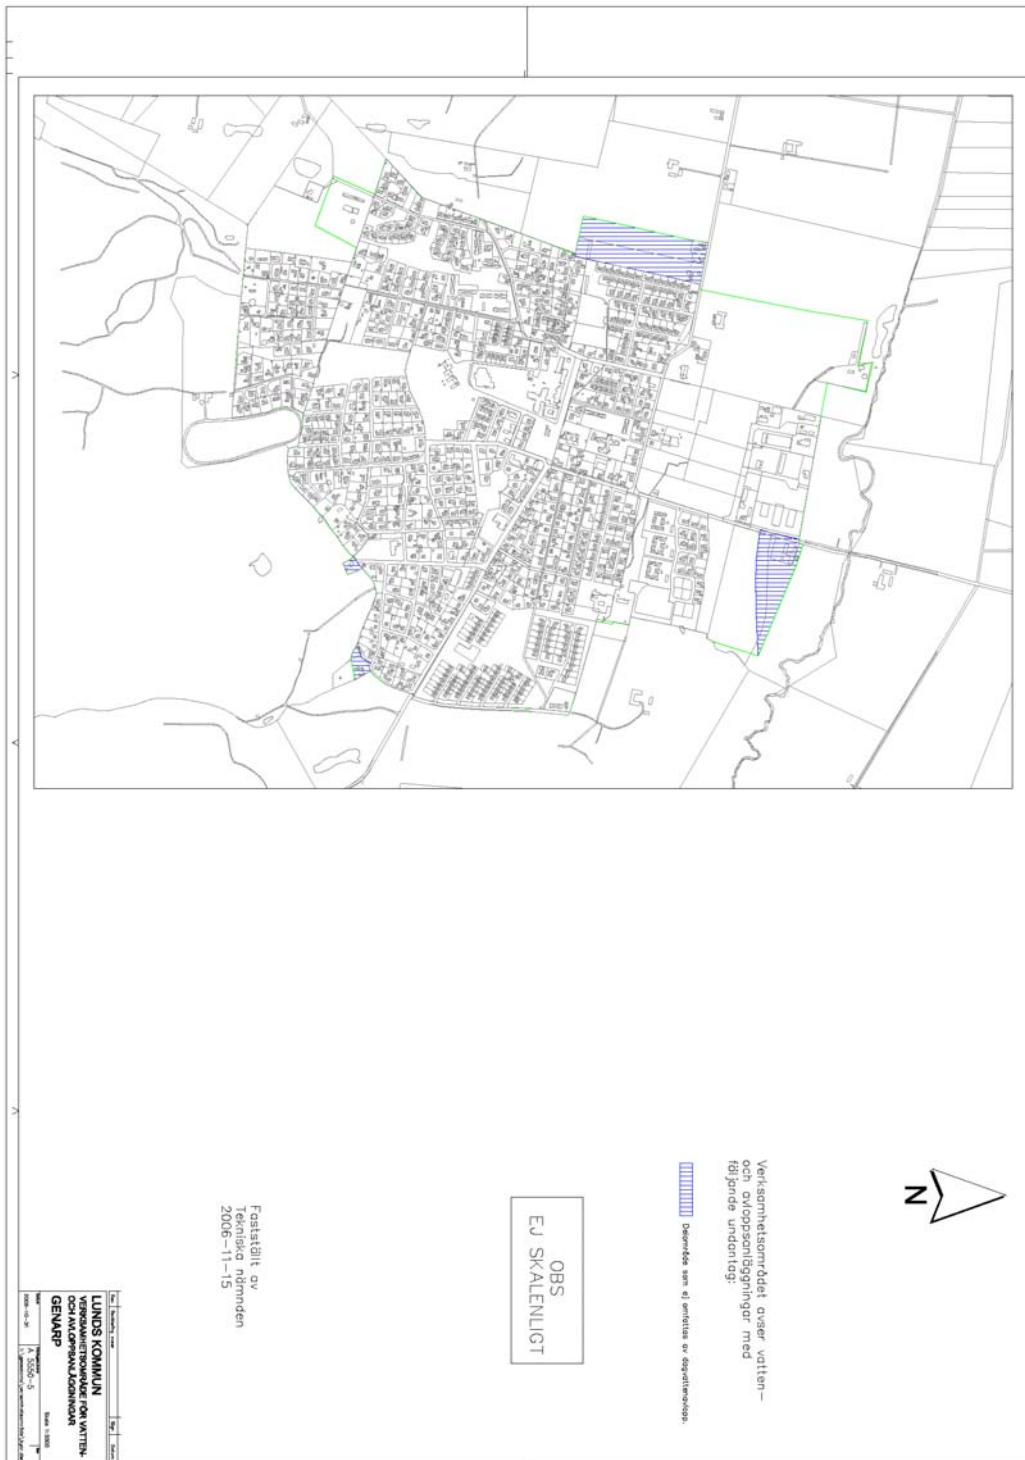 N
Verksamhetsområdet avser vatten—
och avloppsanläggningar med
följande undantag:
Delområde som ej omfattas av dagvattenavlopp.
OBS
EJ SKALENLIGT
Fastställt av
Tekniska nämnden
2006—11—15
LUNDS KOMMUN
VERKSAMHETSOMRÅDE FÖR VATTEN-
OCH AVLOPPSANLÄGGNINGAR
GENARP
A 5550-5